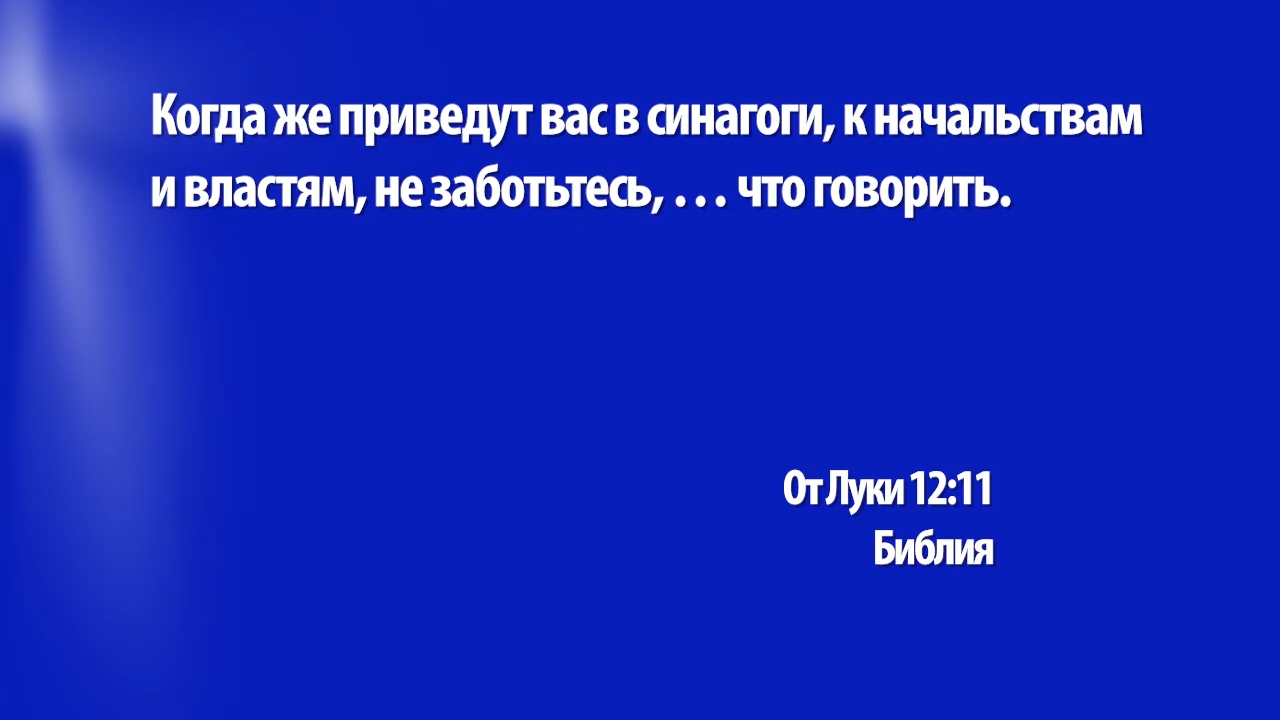 Когда же приведут вас в синагоги, к начальствам
и властям, не заботьтесь, . . . что говорить.
От Луки 12:11
Библия